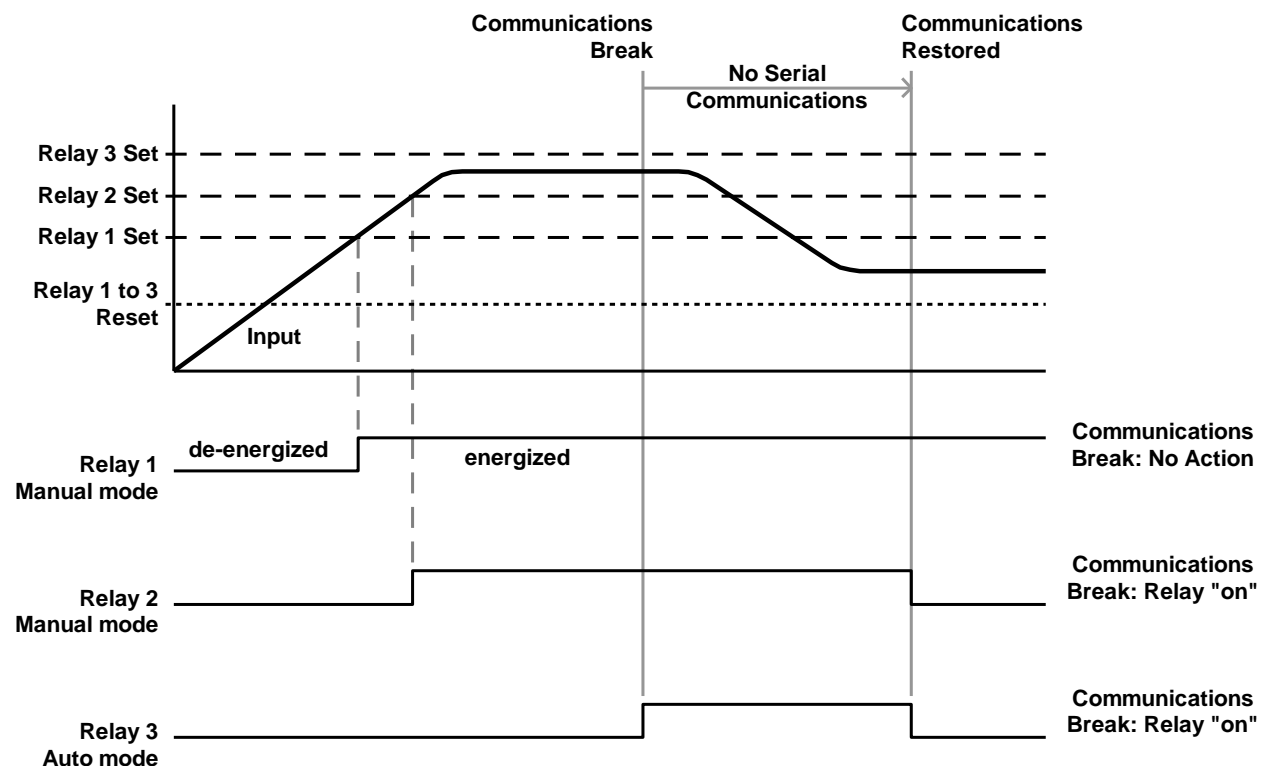 Communications
Break
Communications
Restored
No Serial
Communications
Relay 3 Set
Relay 2 Set
Relay 1 Set
Relay 1 to 3
Reset
Input
de-energized
energized
Relay 1
Manual mode
Communications
Break: No Action
Relay 2
Manual mode
Communications
Break: Relay "on"
Relay 3
Auto mode
Communications
Break: Relay "on"